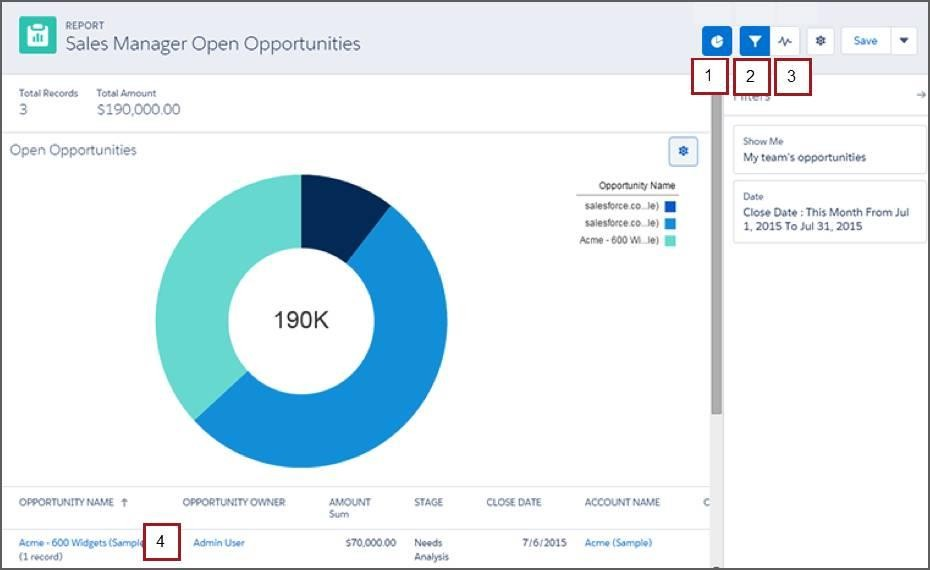 REPORT
Sales Manager Open Opportunities
Save
1
2
3
Total Records
3
Total Amount
$190,000.00
Filters
Open Opportunities
Show Me
My team's opportunities
Date
Close Date : This Month From Jul
1, 2015 To Jul 31, 2015
Opportunity Name
salesforce.co...le)
salesforce.co...le)
Acme - 600 Wi...le)
190K
OPPORTUNITY NAME ↑
OPPORTUNITY OWNER
AMOUNT
Sum
STAGE
CLOSE DATE
ACCOUNT NAME
C
Acme - 600 Widgets (Sample
(1 record)
4
Admin User
$70,000.00
Needs
Analysis
7/6/2015
Acme (Sample)